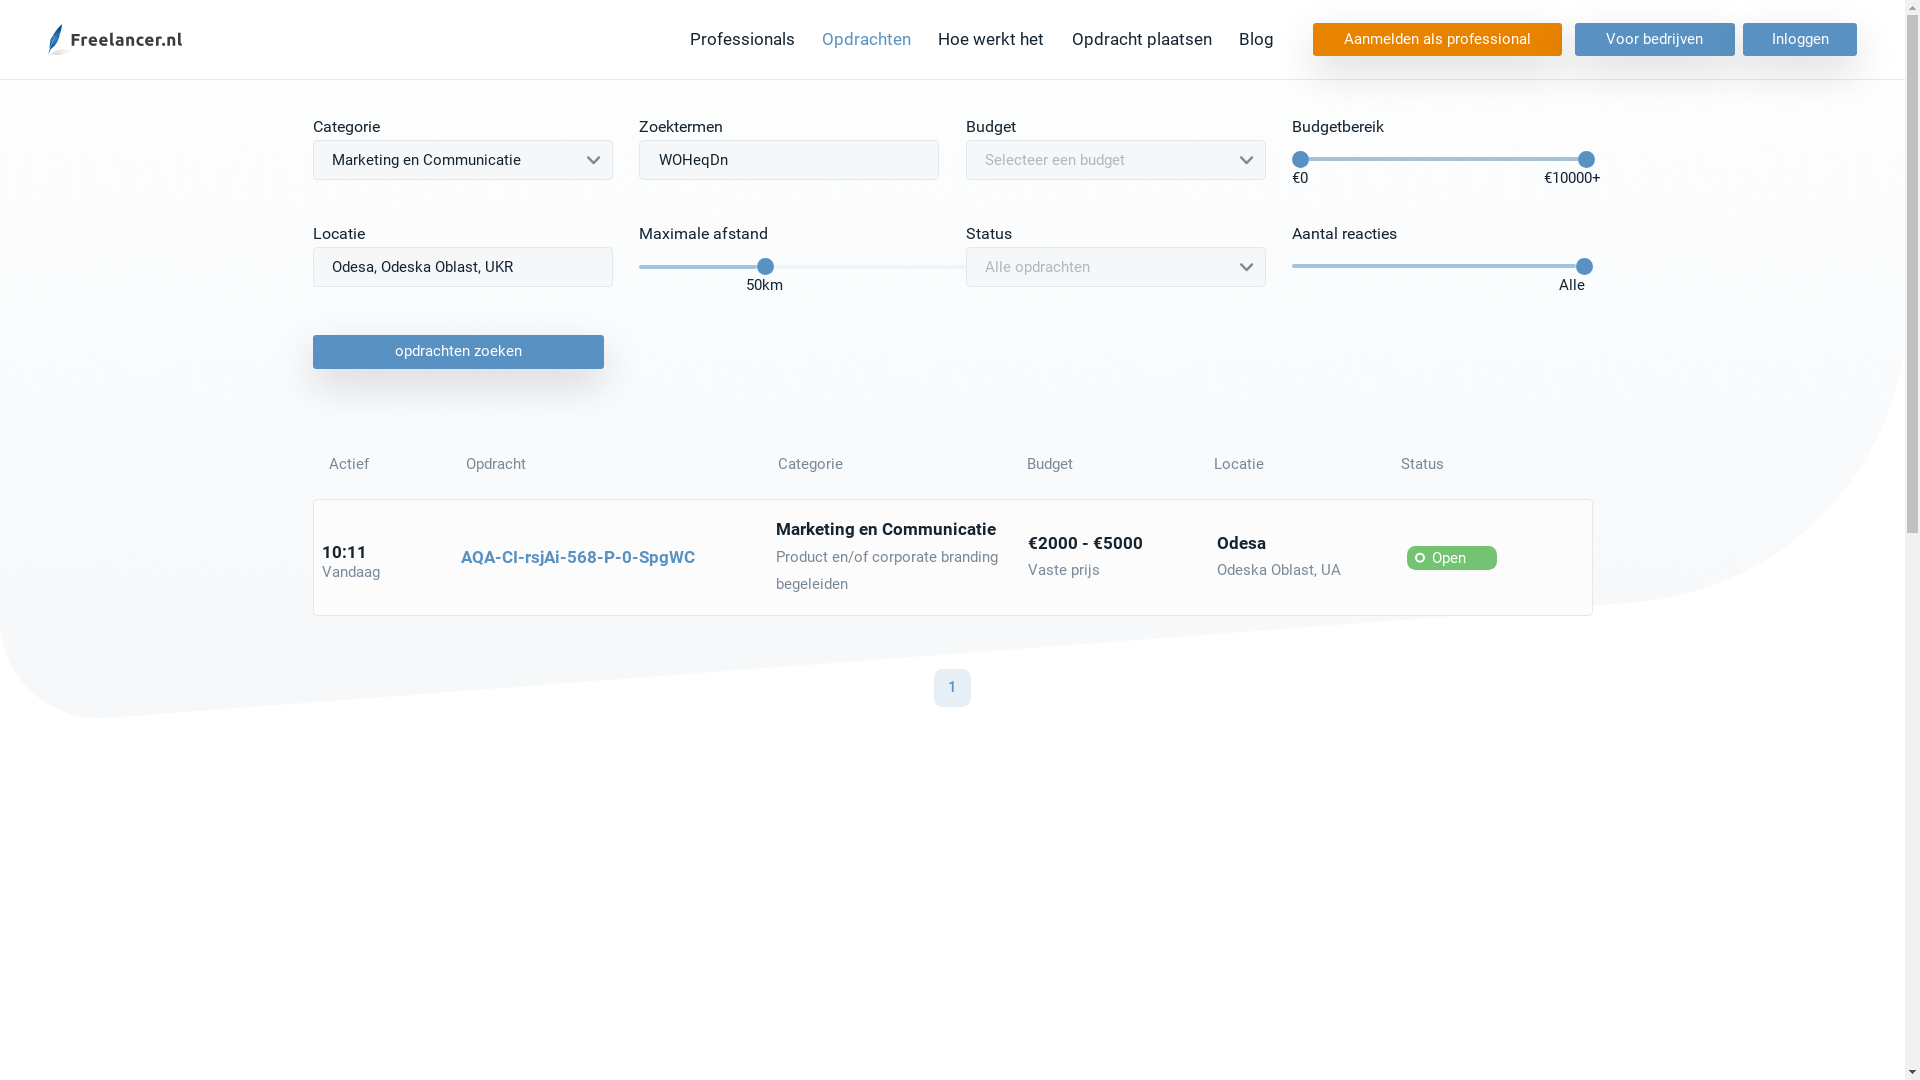 Freelancer.nl
Professionals Opdrachten Hoe werkt het Opdracht plaatsen Blog Aanmelden als professional Voor bedrijven Inloggen
Categorie Zoektermen Budget Budgetbereik
Marketing en Communicatie WOHeqDn Selecteer een budget
€0 €10000+
Locatie Maximale afstand Status Aantal reacties
Odesa, Odeska Oblast, UKR Alle opdrachten
50km Alle
opdrachten zoeken
Actief Opdracht Categorie Budget Locatie Status
10:11
Vandaag
AQA-CI-rsjAi-568-P-0-SpgWC
Marketing en Communicatie
Product en/of corporate branding
begeleiden
€2000 - €5000
Vaste prijs
Odesa
Odeska Oblast, UA
Open
1